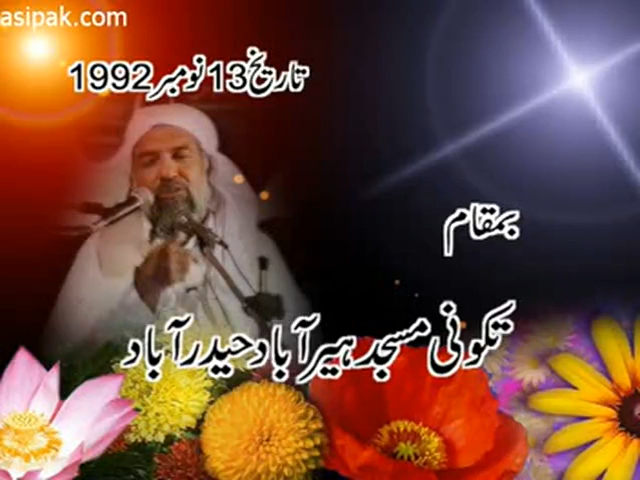 asipak.com
تاریخ 13 نومبر 1992
بمقام
تکونی مسجد ہیرآباد حیدرآباد